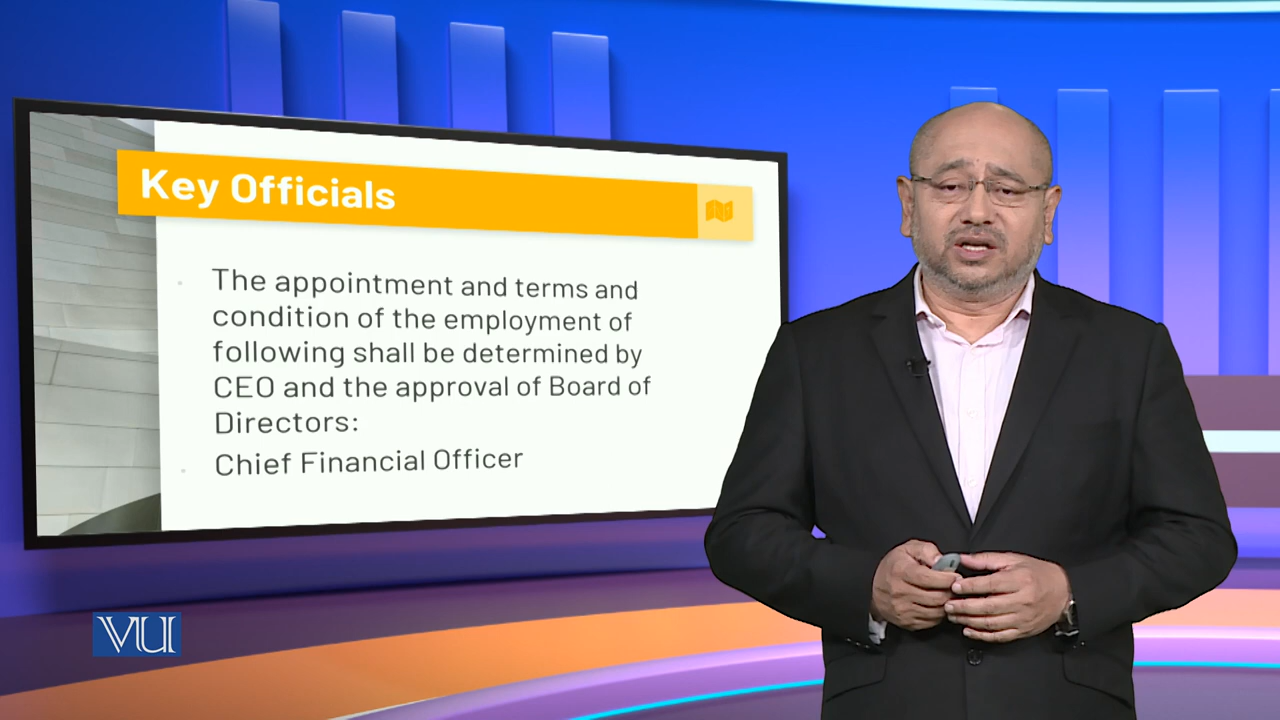 Key Officials
The appointment and terms and
condition of the employment of
following shall be determined by
CEO and the approval of Board of
Directors:
Chief Financial Officer
VU